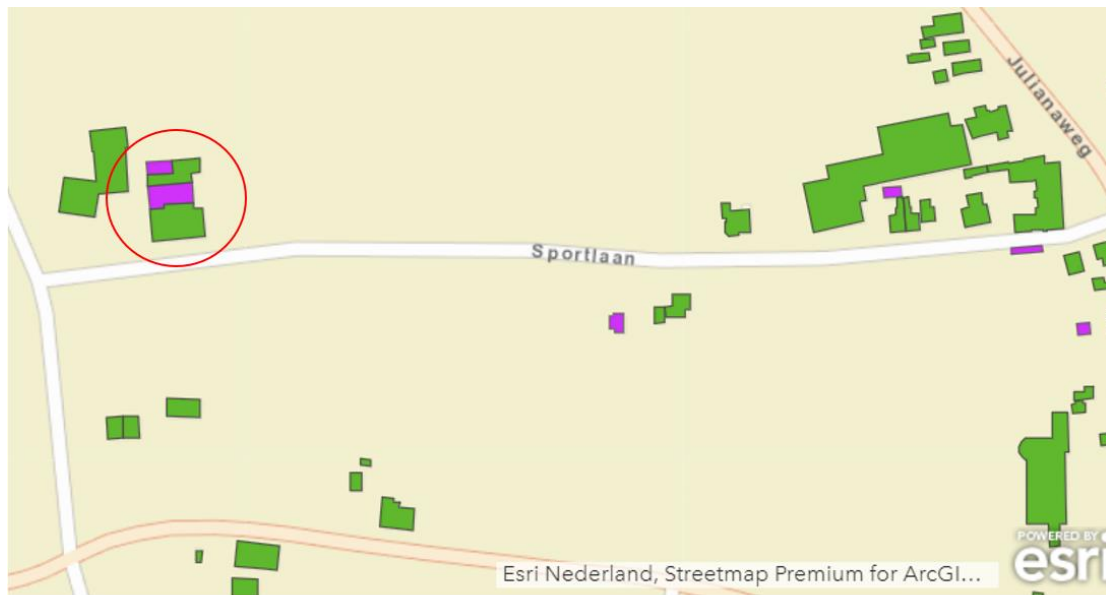 Julianaweg
Sportlaan
POWERED BY
esri
Esri Nederland, Streetmap Premium for ArcGI...